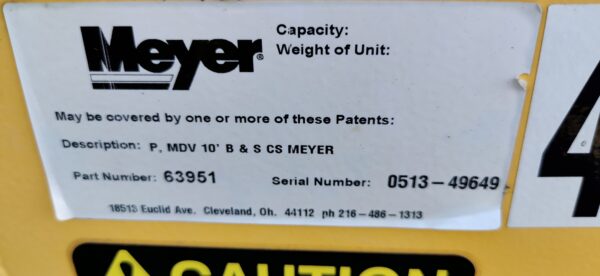 Meyer®
Capacity:
Weight of Unit:
May be covered by one or more of these Patents:
Description: P, MDV 10' B & S CS MEYER
Part Number: 63951 Serial Number: 0513-49649
18513 Euclid Ave. Cleveland, Oh. 44112 ph 216-486-1313
4
CAUTION